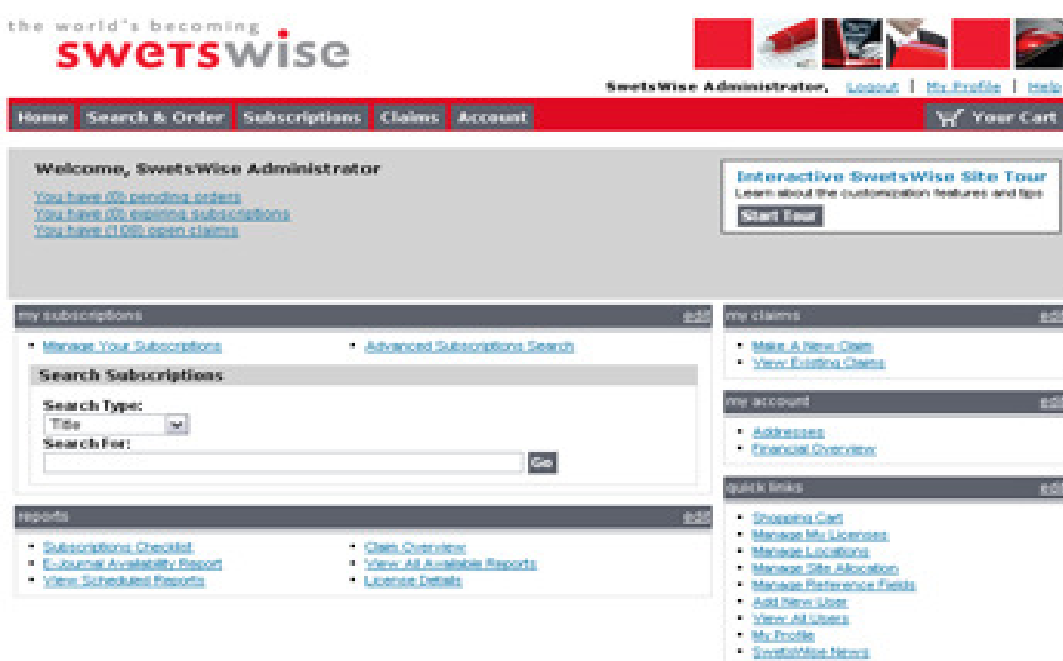 the world's becoming
swetswise
SwetsWise Administrator, Logout | My Profile | Help
Home Search & Order Subscriptions Claims Account Your Cart
Welcome, SwetsWise Administrator
You have (0) pending orders
You have (0) expiring subscriptions
You have (108) open claims
Interactive SwetsWise Site Tour
Learn about the customization features and tips
Start Tour
my subscriptions edit
Manage Your Subscriptions
Advanced Subscriptions Search
Search Subscriptions
Search Type:
Title
Search For:
Go
reports edit
Subscriptions Checklist
E-Journal Availability Report
View Scheduled Reports
Claim Overview
View All Available Reports
License Details
my claims edit
Make A New Claim
View Existing Claims
my account edit
Addresses
Financial Overview
quick links edit
Shopping Cart
Manage My Licenses
Manage Locations
Manage Site Allocation
Manage Reference Fields
Add New User
View All Users
My Profile
SwetsWise News